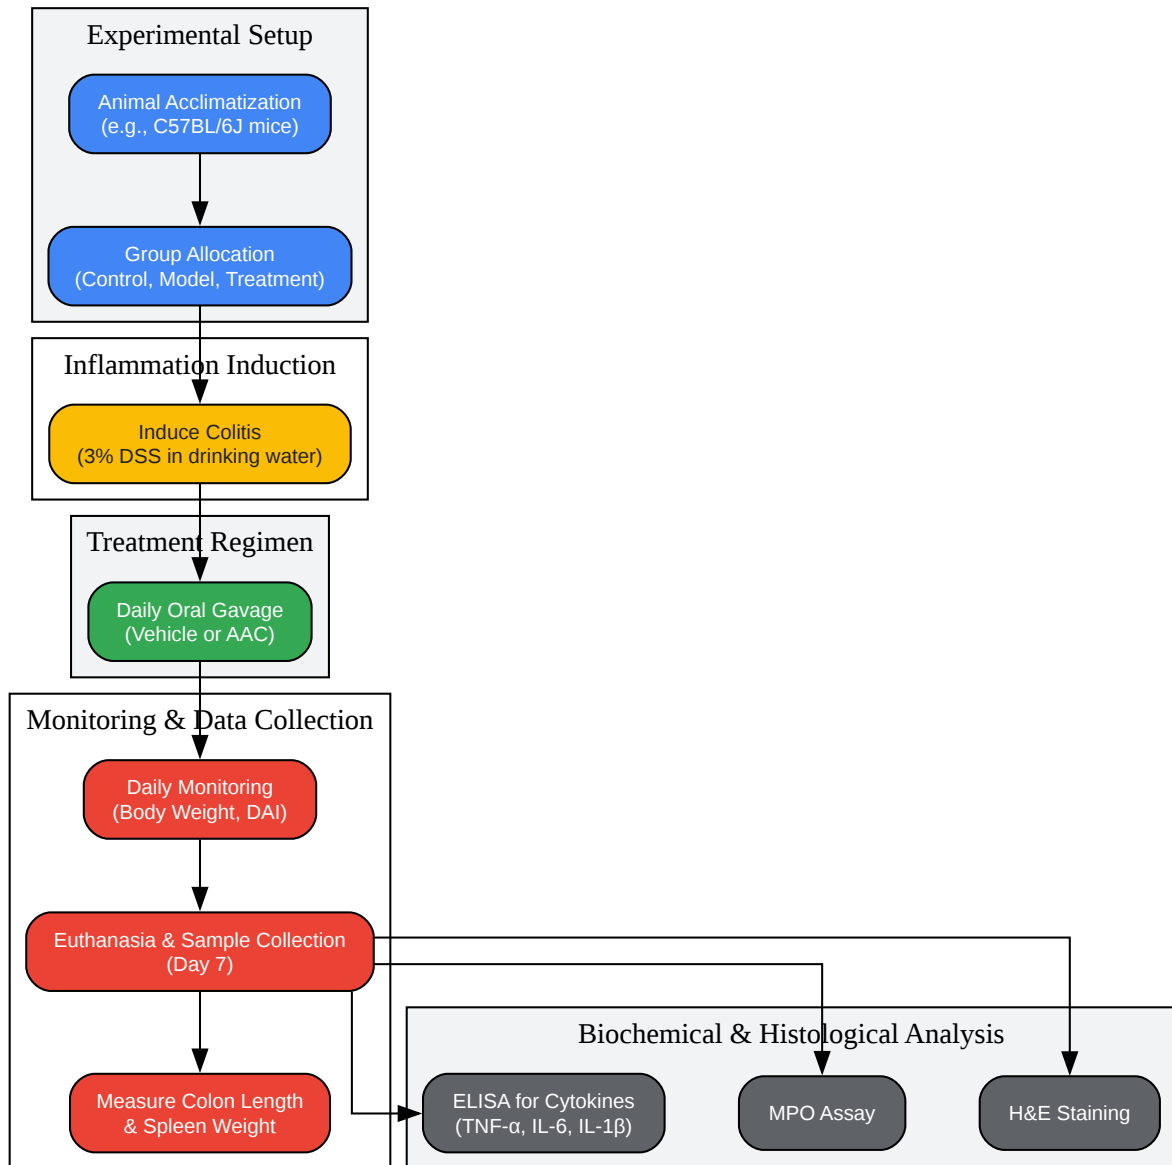 Experimental Setup
Animal Acclimatization
(e.g., C57BL/6J mice)
Group Allocation
(Control, Model, Treatment)
Inflammation Induction
Induce Colitis
(3% DSS in drinking water)
Treatment Regimen
Daily Oral Gavage
(Vehicle or AAC)
Monitoring & Data Collection
Daily Monitoring
(Body Weight, DAI)
Euthanasia & Sample Collection
(Day 7)
Measure Colon Length
& Spleen Weight
Biochemical & Histological Analysis
ELISA for Cytokines
(TNF-α, IL-6, IL-1β)
MPO Assay
H&E Staining